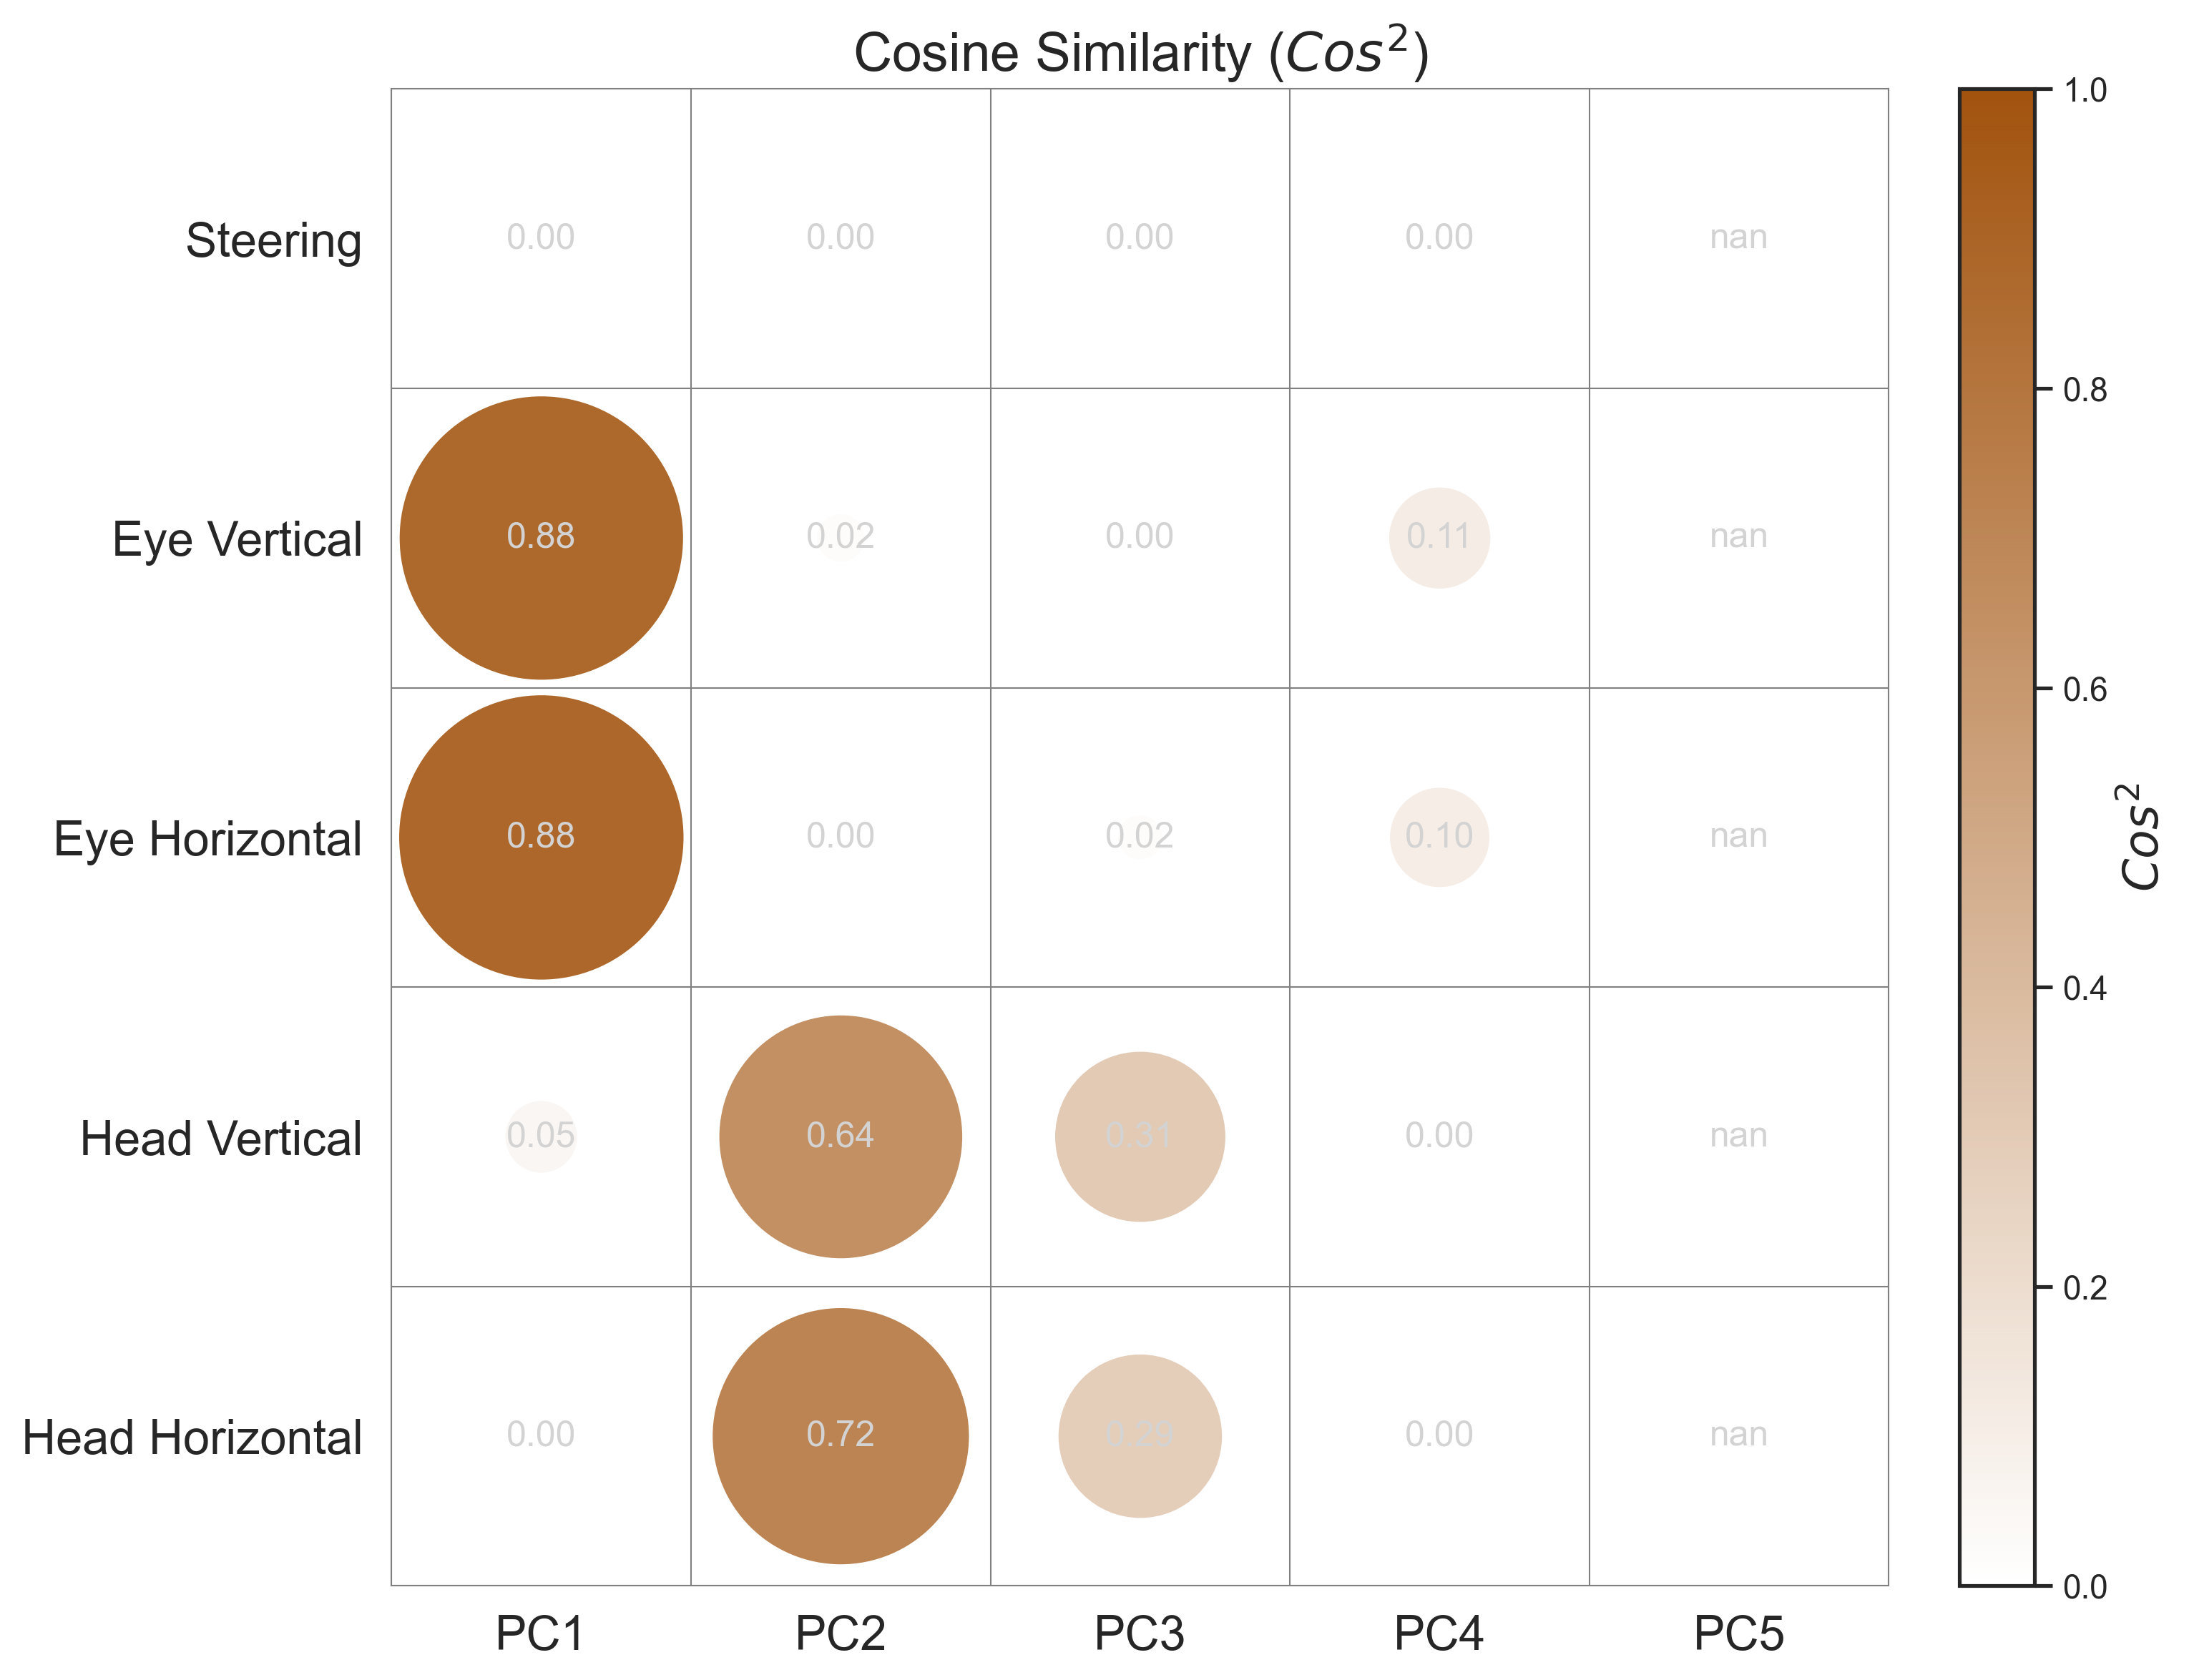 Cosine Similarity (Cos²)
Steering 0.00 0.00 0.00 0.00 nan
Eye Vertical 0.88 0.02 0.00 0.11 nan
Eye Horizontal 0.88 0.00 0.02 0.10 nan
Head Vertical 0.05 0.64 0.31 0.00 nan
Head Horizontal 0.00 0.72 0.29 0.00 nan
PC1 PC2 PC3 PC4 PC5
1.0
0.8
0.6
0.4
0.2
0.0
Cos²